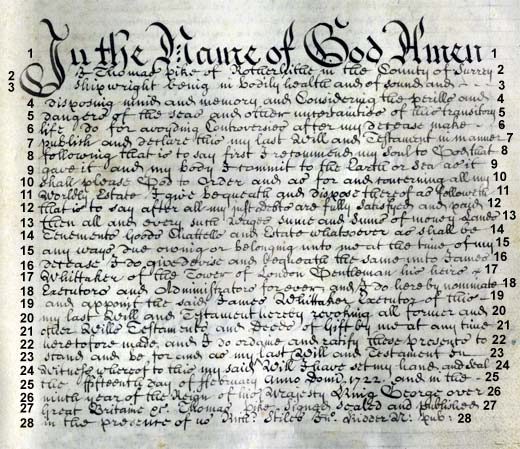 1 In the Name of God Amen 1
2 I Thomas Pike of Rotherhithe in the County of Surrey 2
3 Shipwright being in bodily health and of sound and
4 disposing mind and memory and Considering the perills and 4
5 dangers of the seas and other uncertainties of this transitory 5
6 life do for avoyding Controversies after my decease make 6
7 publish and declare this my last Will and Testament in manner 7
8 following that is to say first I recommend my soul to God that 8
9 gave it and my body I commit to the Earth or Sea as it 9
10 shall please God to Order and as for and concerning all my 10
11 Worldly Estate I give bequeath and dispose thereof as followeth 11
12 that is to say after all my just debts are fully satisfied and paid 12
13 then all and every such Wages sume and sums of money Lands 13
14 Tenements Goods Chattells and Estate whatsoever as shall be 14
15 any ways due owing or belonging unto me at the time of my 15
16 decease I do give devise and bequeath the same unto James 16
17 Whittaker of the Tower of London Gentleman his heirs 17
18 Executors and Administrators for ever and I do hereby nominate 18
19 and appoint the said James Whittaker Executor of this 19
20 my last Will and Testament hereby revoking all former and 20
21 other Wills Testaments and Deeds of Gift by me at any time 21
22 heretofore made and I do ordaine and ratify these presents to 22
23 stand and be for and as my last Will and Testament In 23
24 Witness whereof to this my said Will I have set my hand and seal 24
25 the fifteenth day of February Anno Domi. 1722, and in the 25
26 ninth year of the Reign of his Majesty King George over 26
27 Great Britaine &c. Thomas Pike Signed Sealed and published 27
28 in the presence of us Stiles pub: 28